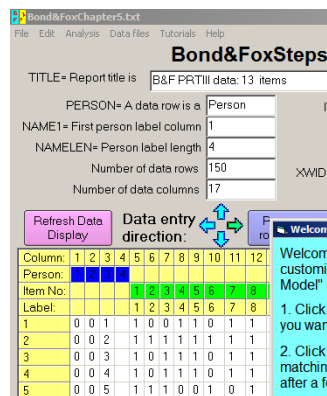 Bond&FoxChapter5.txt
File Edit Analysis Data files Tutorials Help
Bond&FoxSteps
TITLE= Report title is B&F PRTIII data: 13 items
PERSON= A data row is a Person
NAME1= First person label column 1
NAMELEN= Person label length 4
Number of data rows 150
XWID
Number of data columns 17
Refresh Data Display
Data entry direction:
Column: 1 2 3 4 5 6 7 8 9 10 11 12
Person: 1 2 3 4
Item No: 1 2 3 4 5 6 7 8
Label: 1 2 3 4 5 6 7 8
1 0 0 1 1 0 0 1 1 0 1 1
2 0 0 2 1 1 1 1 1 1 1 1
3 0 0 3 1 1 0 1 1 0 1 1
4 0 0 4 1 0 1 1 1 0 1 1
5 0 0 5 1 1 1 0 0 1 0 1
Welcom
Welcom
customi
Model"
1. Click
you wan
2. Click
matchin
after a f